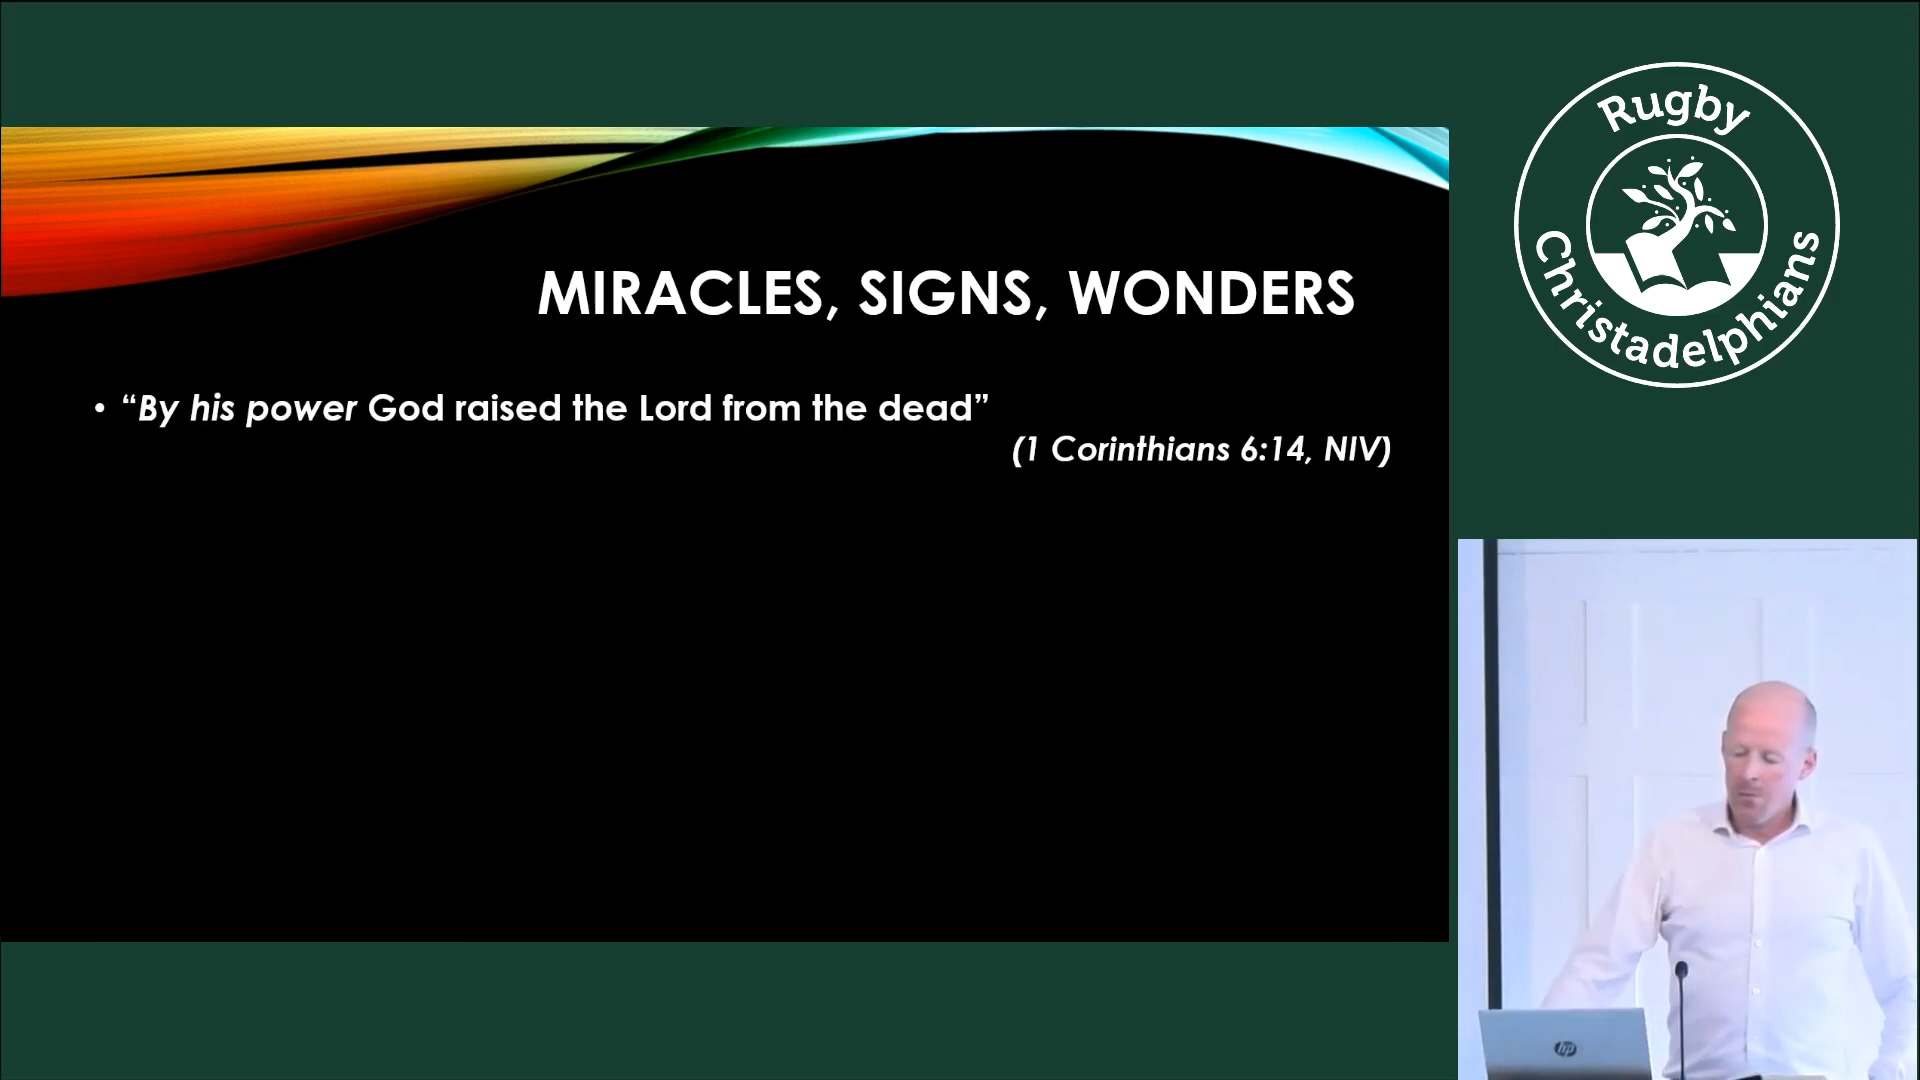 Rugby
Christadelphians
MIRACLES, SIGNS, WONDERS
• “By his power God raised the Lord from the dead”
(1 Corinthians 6:14, NIV)
hp